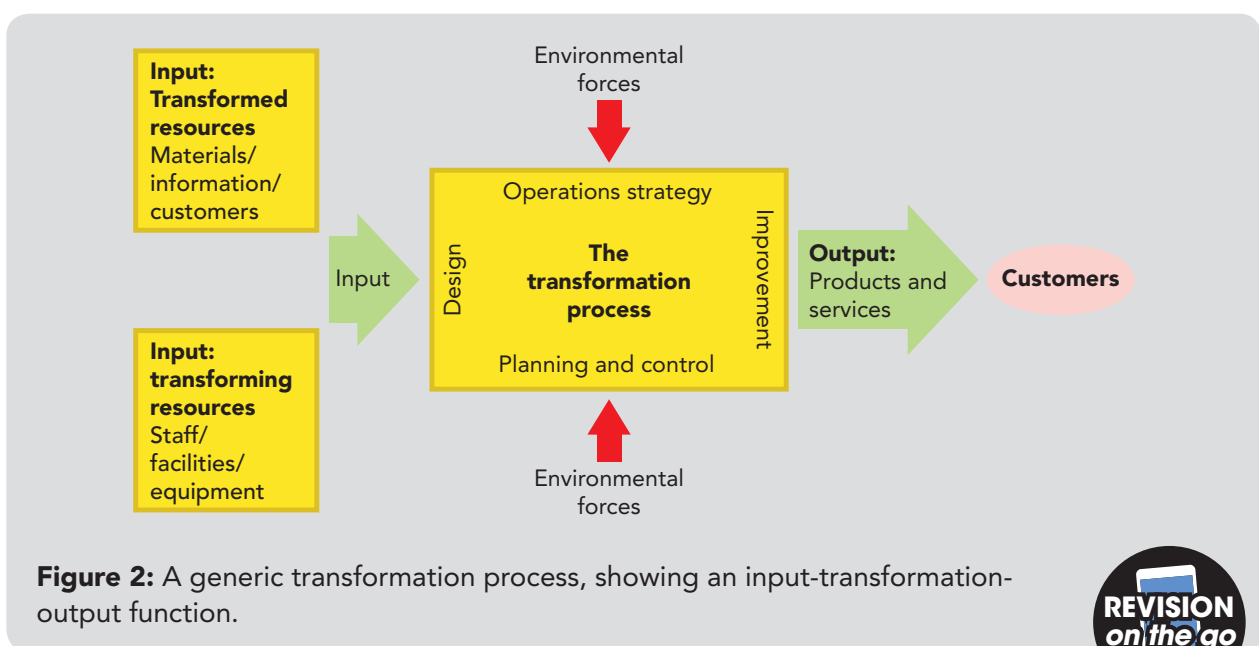 Input:
Transformed
resources
Materials/
information/
customers
Input:
transforming
resources
Staff/
facilities/
equipment
Input
Environmental
forces
Operations strategy
Design
The
transformation
process
Improvement
Planning and control
Environmental
forces
Output:
Products and
services
Customers
Figure 2: A generic transformation process, showing an input-transformation-
output function.
REVISION
on the go